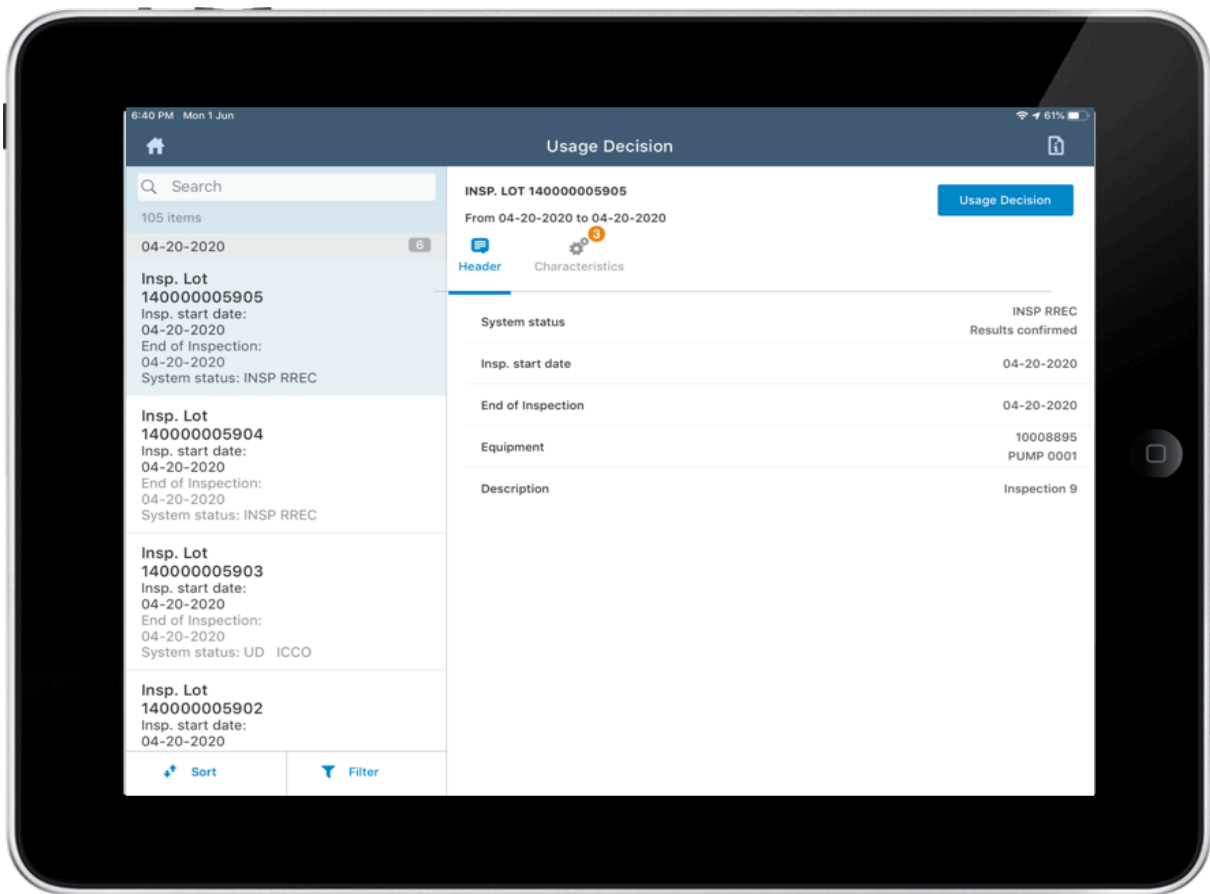 6:40 PM Mon 1 Jun
61%
Usage Decision
Search
105 items
04-20-2020 6
Insp. Lot
140000005905
Insp. start date:
04-20-2020
End of Inspection:
04-20-2020
System status: INSP RREC
Insp. Lot
140000005904
Insp. start date:
04-20-2020
End of Inspection:
04-20-2020
System status: INSP RREC
Insp. Lot
140000005903
Insp. start date:
04-20-2020
End of Inspection:
04-20-2020
System status: UD ICCO
Insp. Lot
140000005902
Insp. start date:
04-20-2020
Sort
Filter
INSP. LOT 140000005905
Usage Decision
From 04-20-2020 to 04-20-2020
3
Header
Characteristics
System status
INSP RREC
Results confirmed
Insp. start date 04-20-2020
End of Inspection 04-20-2020
Equipment
10008895
PUMP 0001
Description Inspection 9